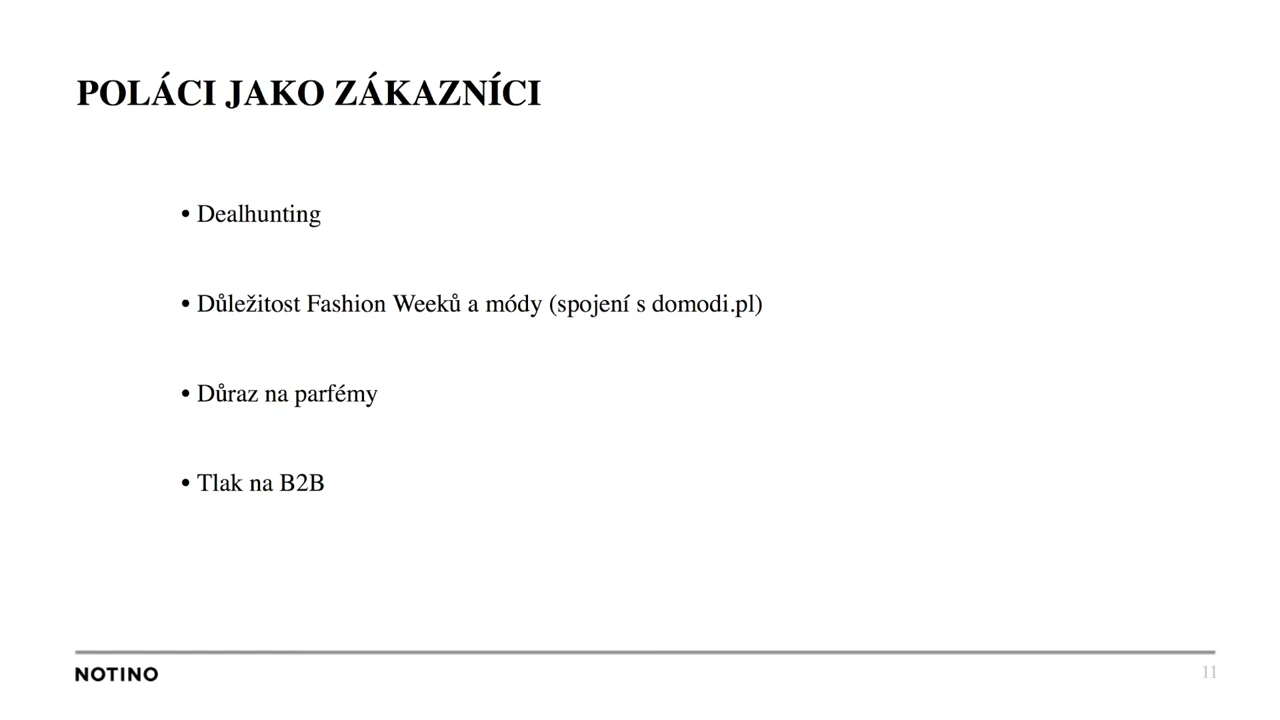 POLÁCI JAKO ZÁKAZNÍCI
• Dealhunting
• Důležitost Fashion Weeků a módy (spojení s domodi.pl)
• Důraz na parfémy
• Tlak na B2B
NOTINO
11